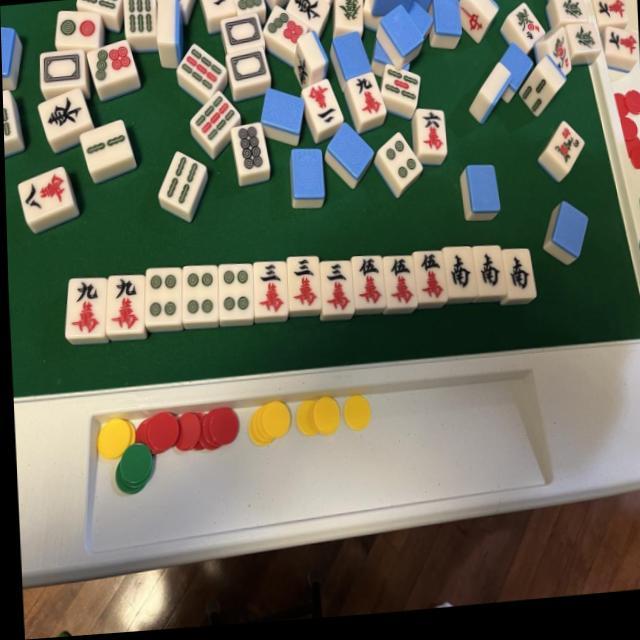 東
九萬
二萬
六萬
八萬
九萬 九萬 三萬 三萬 三萬 伍萬 伍萬 伍萬 南 南 南